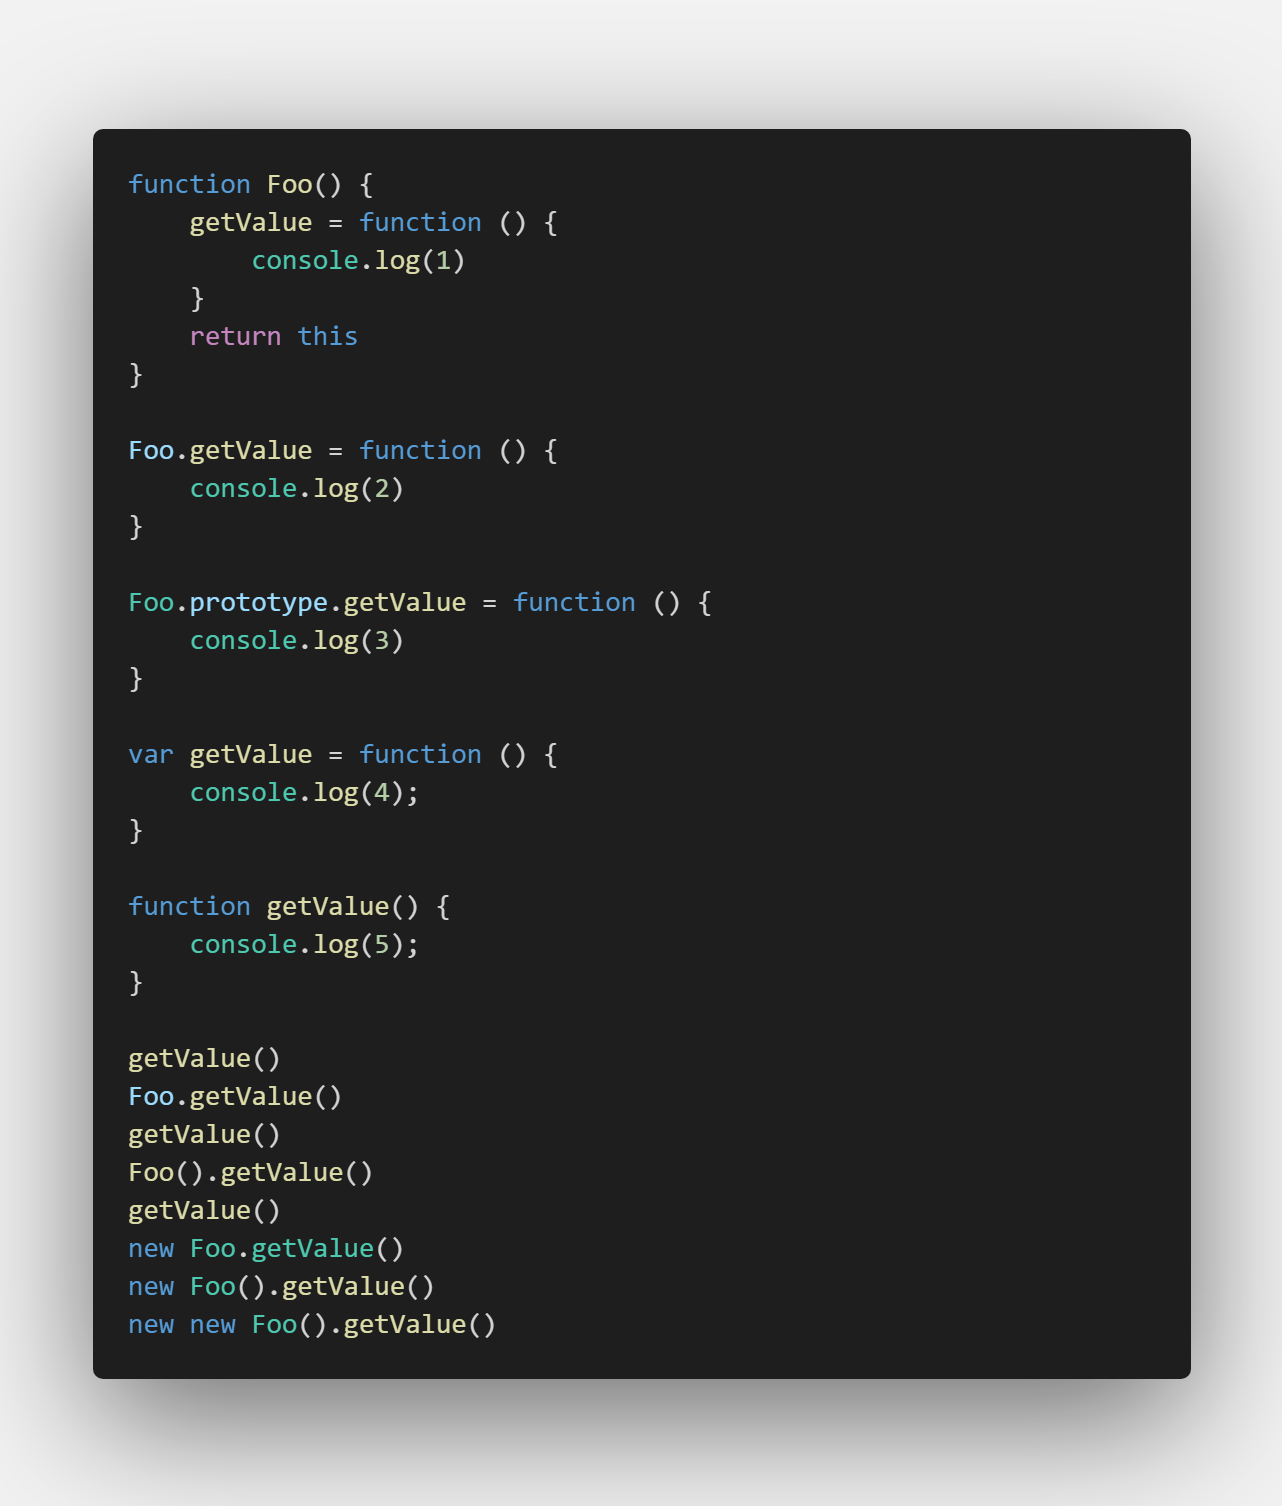 function Foo() {
    getValue = function () {
        console.log(1)
    }
    return this
}

Foo.getValue = function () {
    console.log(2)
}

Foo.prototype.getValue = function () {
    console.log(3)
}

var getValue = function () {
    console.log(4);
}

function getValue() {
    console.log(5);
}

getValue()
Foo.getValue()
getValue()
Foo().getValue()
getValue()
new Foo.getValue()
new Foo().getValue()
new new Foo().getValue()